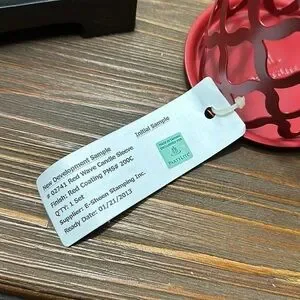 New Development Sample
Initial Sample
# 02741 Red Wave Candle Sleeve
Finish: Red Coating PMS# 200C
QTY: 1 Set
Supplier: E-Sheen Stamping Inc.
Ready Date: 01/21/2013